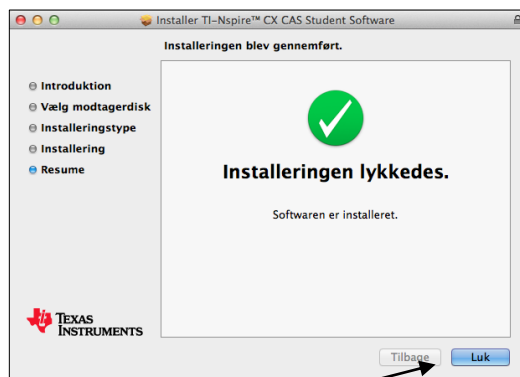 Installer TI-Nspire™ CX CAS Student Software
Installeringen blev gennemført.
Introduktion
Vælg modtagerdisk
Installeringstype
Installering
Resume
Installeringen lykkedes.
Softwaren er installeret.
TEXAS
INSTRUMENTS
Tilbage
Luk